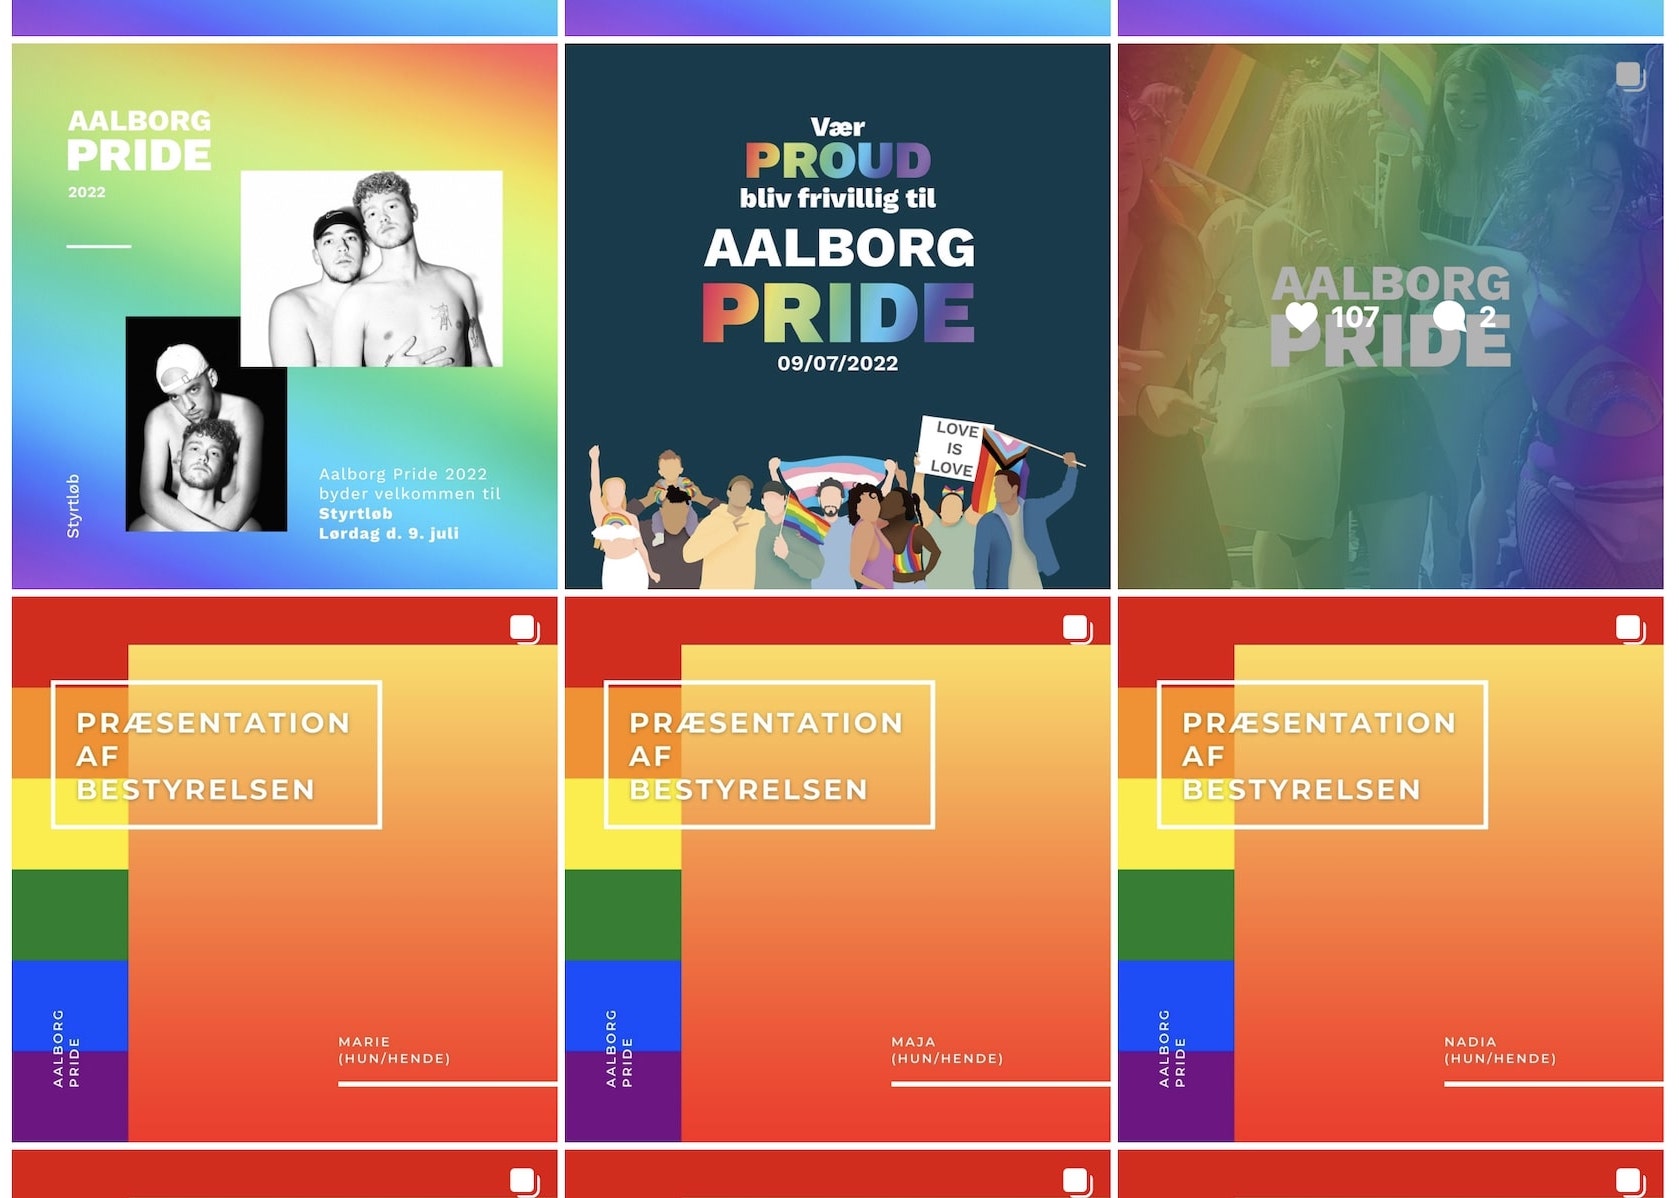 AALBORG
PRIDE
2022
Styrtløb
Aalborg Pride 2022
byder velkommen til
Styrtløb
Lørdag d. 9. juli
Vær
PROUD
bliv frivillig til
AALBORG
PRIDE
09/07/2022
LOVE
IS
LOVE
AALBORG
PRIDE
107
2
PRÆSENTATION
AF
BESTYRELSEN
AALBORG
PRIDE
MARIE
(HUN/HENDE)
PRÆSENTATION
AF
BESTYRELSEN
AALBORG
PRIDE
MAJA
(HUN/HENDE)
PRÆSENTATION
AF
BESTYRELSEN
AALBORG
PRIDE
NADIA
(HUN/HENDE)